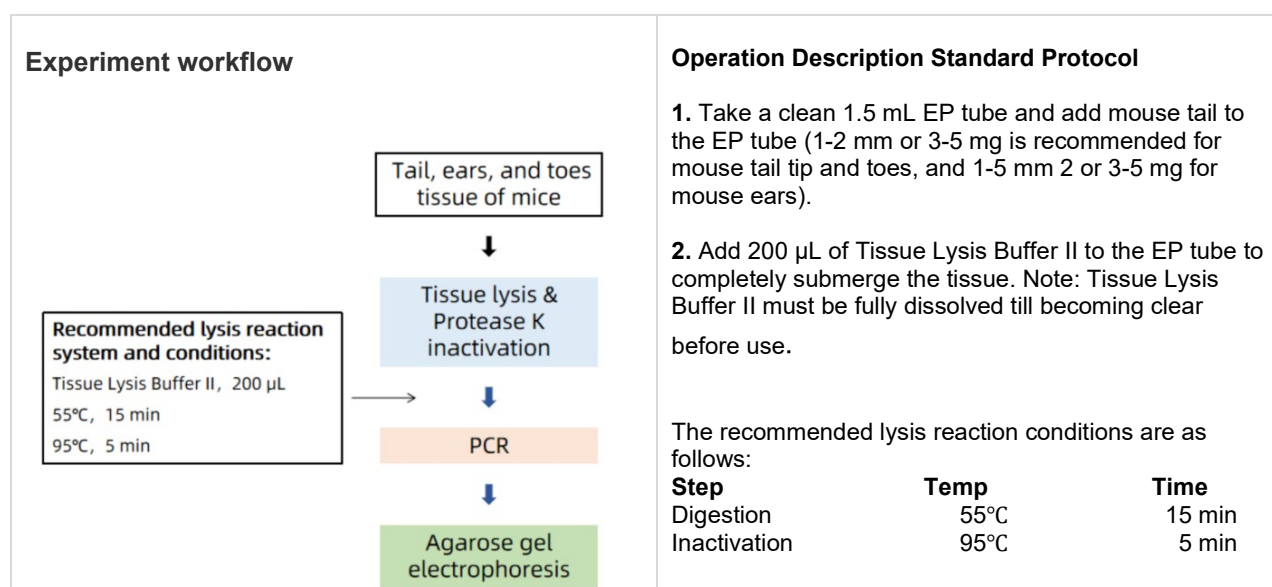 Experiment workflow
Tail, ears, and toes
tissue of mice
Tissue lysis &
Protease K
inactivation
Recommended lysis reaction
system and conditions:
Tissue Lysis Buffer II, 200 μL
55℃, 15 min
95℃, 5 min
PCR
Agarose gel
electrophoresis
Operation Description Standard Protocol
1. Take a clean 1.5 mL EP tube and add mouse tail to
the EP tube (1-2 mm or 3-5 mg is recommended for
mouse tail tip and toes, and 1-5 mm 2 or 3-5 mg for
mouse ears).
2. Add 200 μL of Tissue Lysis Buffer II to the EP tube to
completely submerge the tissue. Note: Tissue Lysis
Buffer II must be fully dissolved till becoming clear
before use.
The recommended lysis reaction conditions are as
follows:
Step Temp Time
Digestion 55℃ 15 min
Inactivation 95℃ 5 min